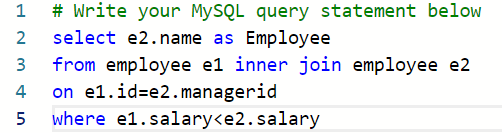 1 # Write your MySQL query statement below
2 select e2.name as Employee
3 from employee e1 inner join employee e2
4 on e1.id=e2.managerid
5 where e1.salary<e2.salary